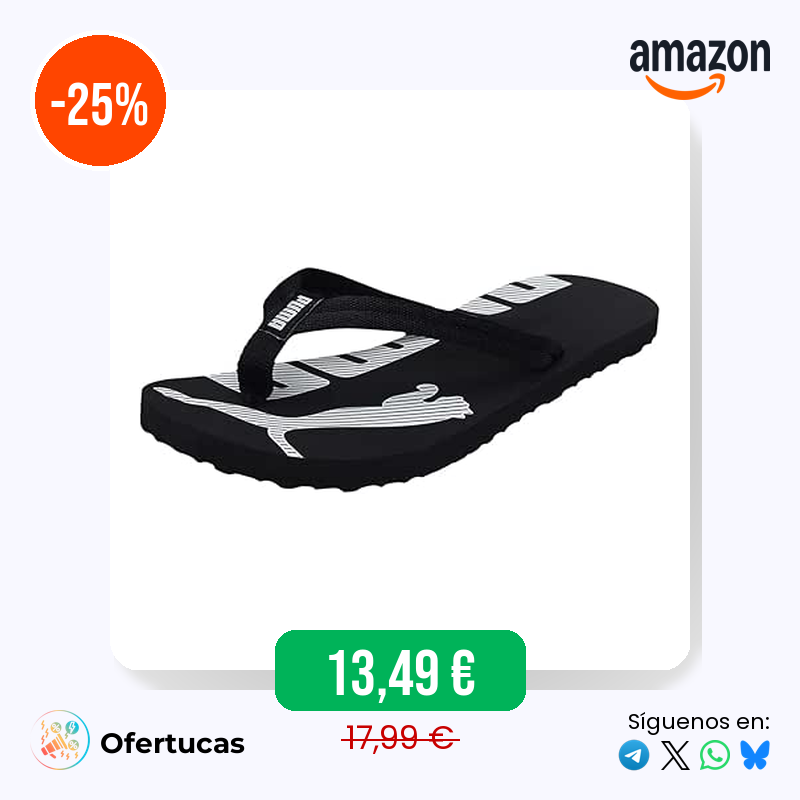 -25%
amazon
PUMA
13,49 €
17,99 €
Ofertucas
Síguenos en: